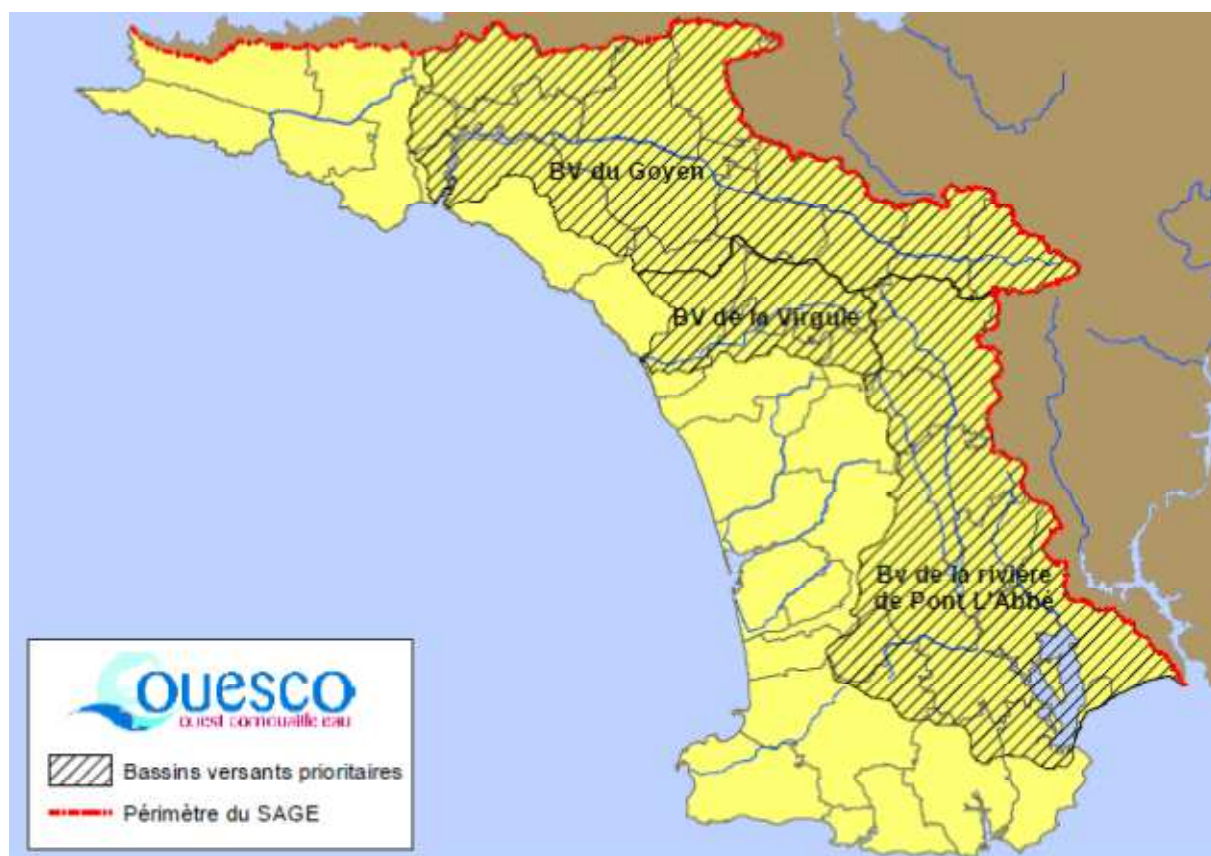 BV du Goyen
BV de la Virgule
Bv de la rivière
de Pont L'Abbé
ouesco
ouest cornouaille eau
Bassins versants prioritaires
Périmètre du SAGE